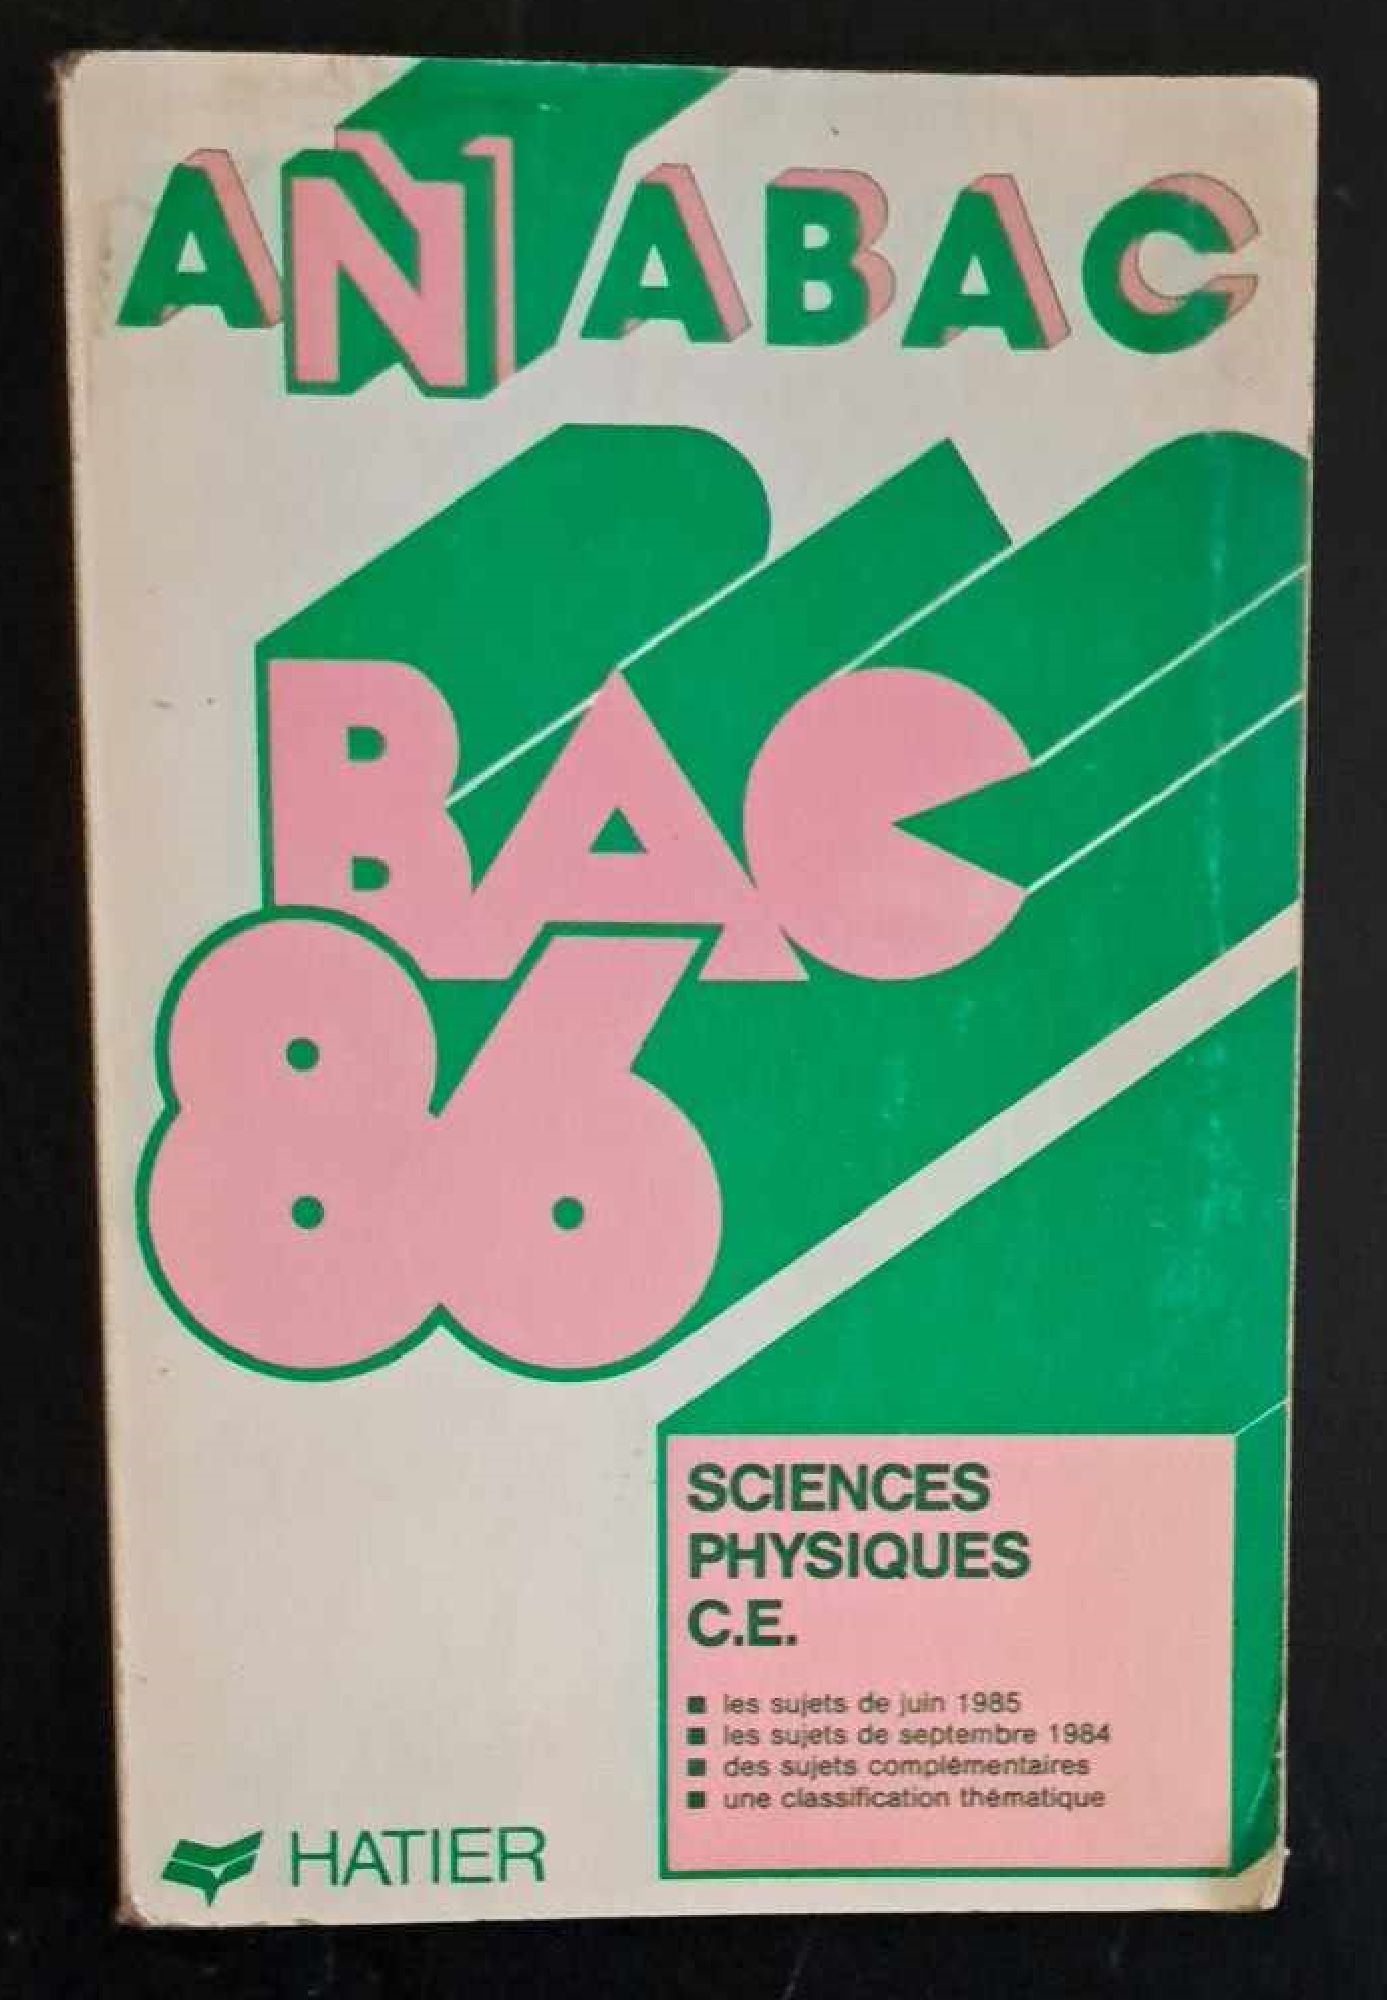 ANNABAC
BAC
86
SCIENCES
PHYSIQUES
C.E.
les sujets de juin 1985
les sujets de septembre 1984
des sujets complémentaires
une classification thématique
HATIER